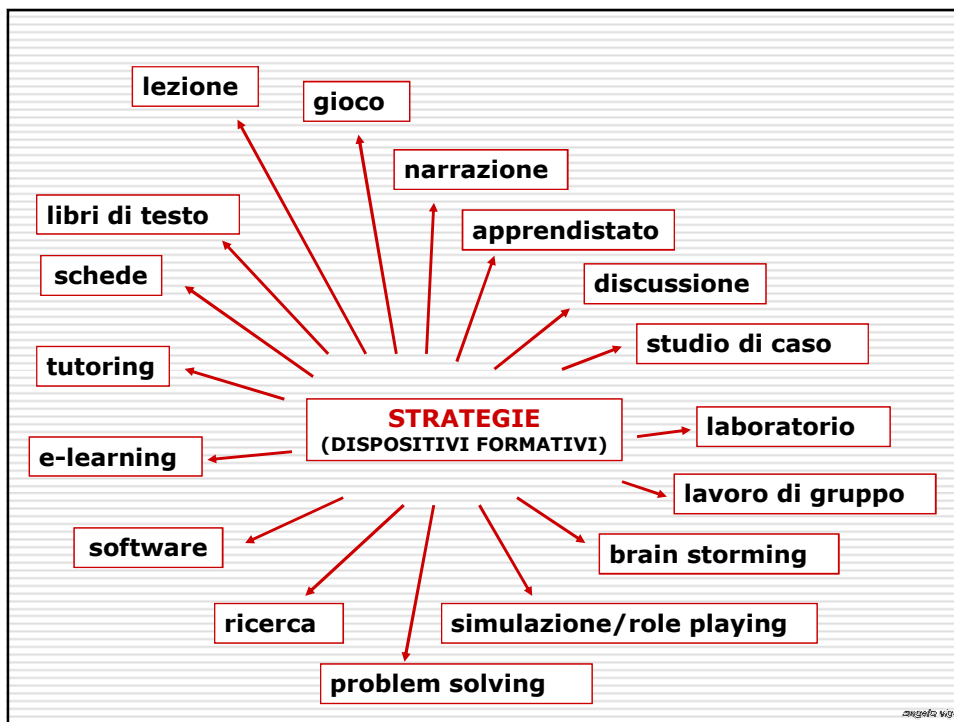 lezione
gioco
narrazione
libri di testo
apprendistato
schede
discussione
studio di caso
tutoring
STRATEGIE
(DISPOSITIVI FORMATIVI)
laboratorio
e-learning
lavoro di gruppo
software
brain storming
ricerca
simulazione/role playing
problem solving